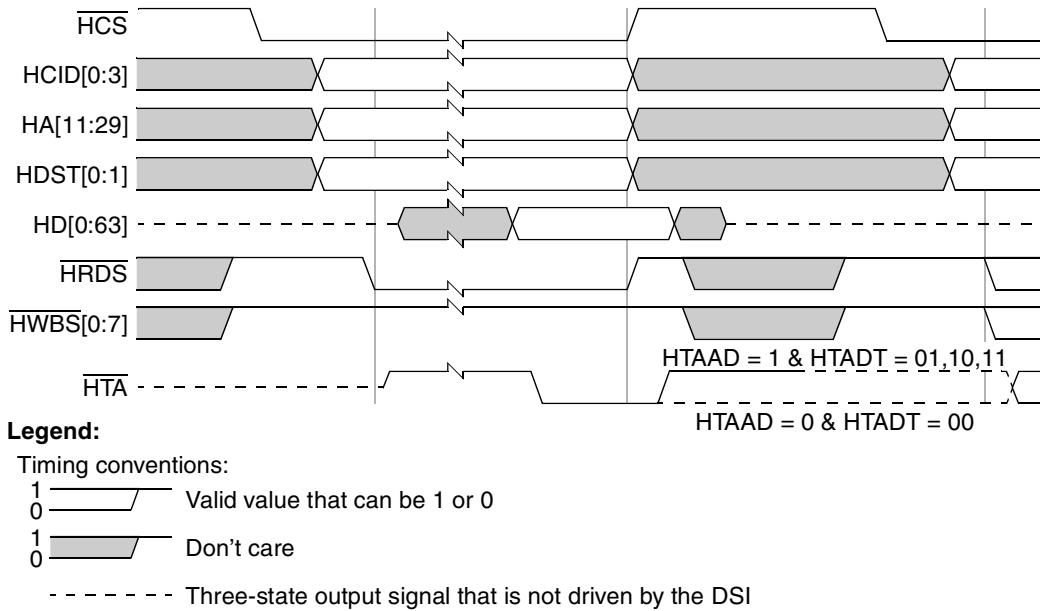 HCS
HCID[0:3]
HA[11:29]
HDST[0:1]
HD[0:63]
HRDS
HWBS[0:7]
HTAAD = 1 & HTADT = 01,10,11
HTA
HTAAD = 0 & HTADT = 00
Legend:
Timing conventions:
1
0
Valid value that can be 1 or 0
1
0
Don't care
Three-state output signal that is not driven by the DSI